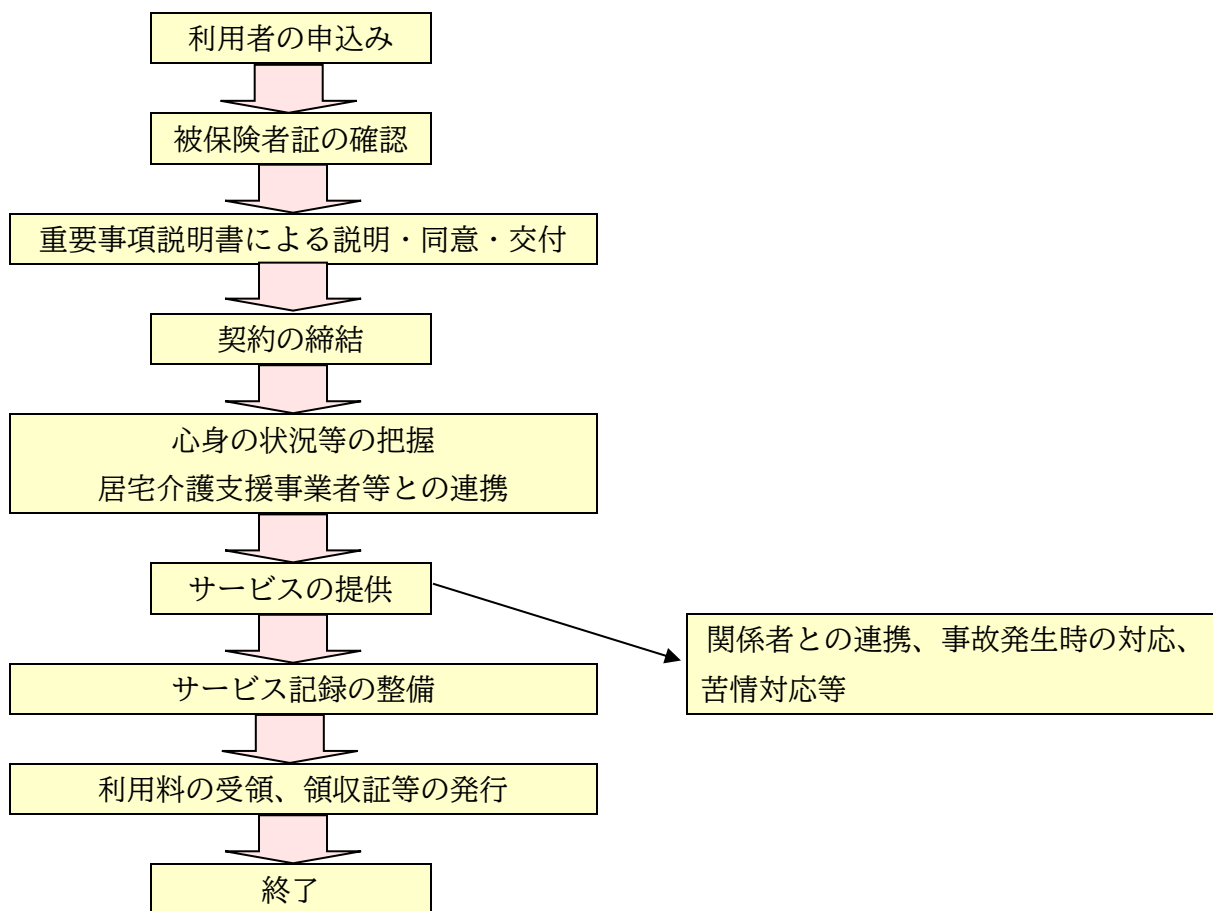 利用者の申込み
被保険者証の確認
重要事項説明書による説明・同意・交付
契約の締結
心身の状況等の把握
居宅介護支援事業者等との連携
サービスの提供
関係者との連携、事故発生時の対応、
苦情対応等
サービス記録の整備
利用料の受領、領収証等の発行
終了